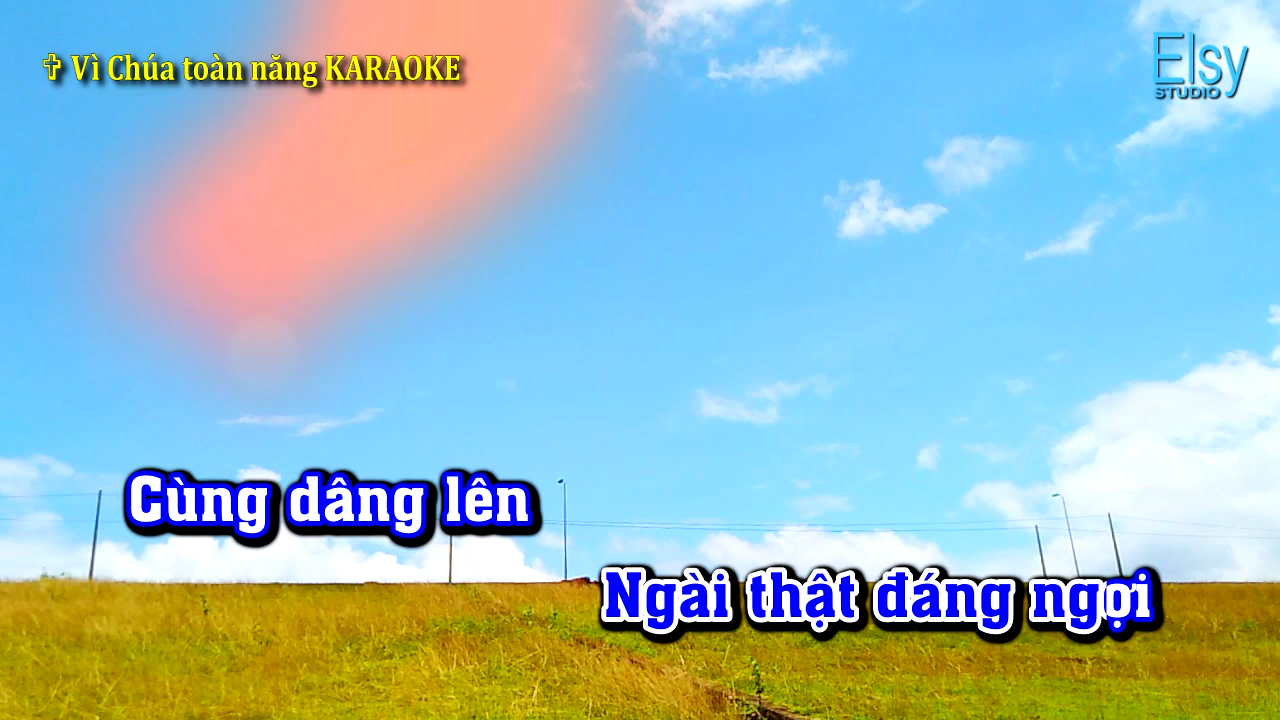 ✞ Vì Chúa toàn năng KARAOKE
Elsy
STUDIO
Cùng dâng lên
Ngài thật đáng ngợi